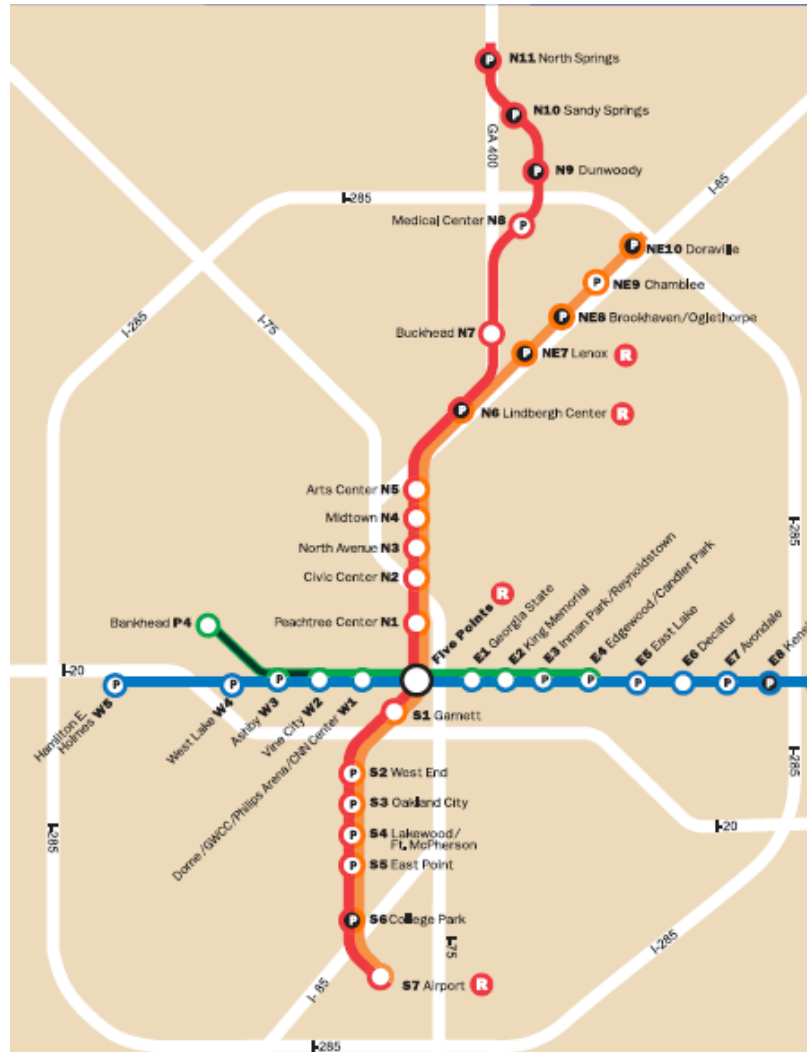 P N11 North Springs
P N10 Sandy Springs
GA 400
P N9 Dunwoody
I-85
I-285
Medical Center N8 P
P NE10 Doraville
P NE9 Chamblee
I-285
I-75
P NE8 Brookhaven/Oglethorpe
Buckhead N7
P NE7 Lenox R
P N6 Lindbergh Center R
Arts Center N5
Midtown N4
I-285
North Avenue N3
Civic Center N2
Bankhead P4
Peachtree Center N1
Five Points R
E1 Georgia State
E2 King Memorial
P E3 Inman Park/Reynoldstown
P E4 Edgewood/Candler Park
P E5 East Lake
E6 Decatur
P E7 Avondale
P E8 Kens
I-20
Hamilton E.
Holmes W5 P
West Lake W4 P
Ashby W3 P
Vine City W2
Dome/GWCC/Philips Arena/CNN Center W1
S1 Garnett
P S2 West End
I-285
P S3 Oakland City
P S4 Lakewood/
Ft. McPherson
I-20
I-285
P S5 East Point
P S6 College Park
I-75
I-285
I-85
S7 Airport R
I-285